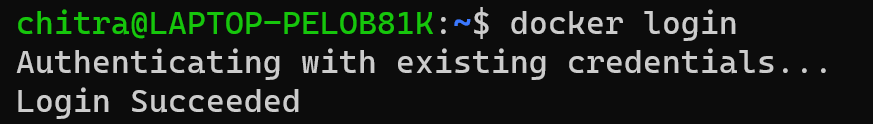 chitra@LAPTOP-PELOB81K:~$ docker login
Authenticating with existing credentials...
Login Succeeded